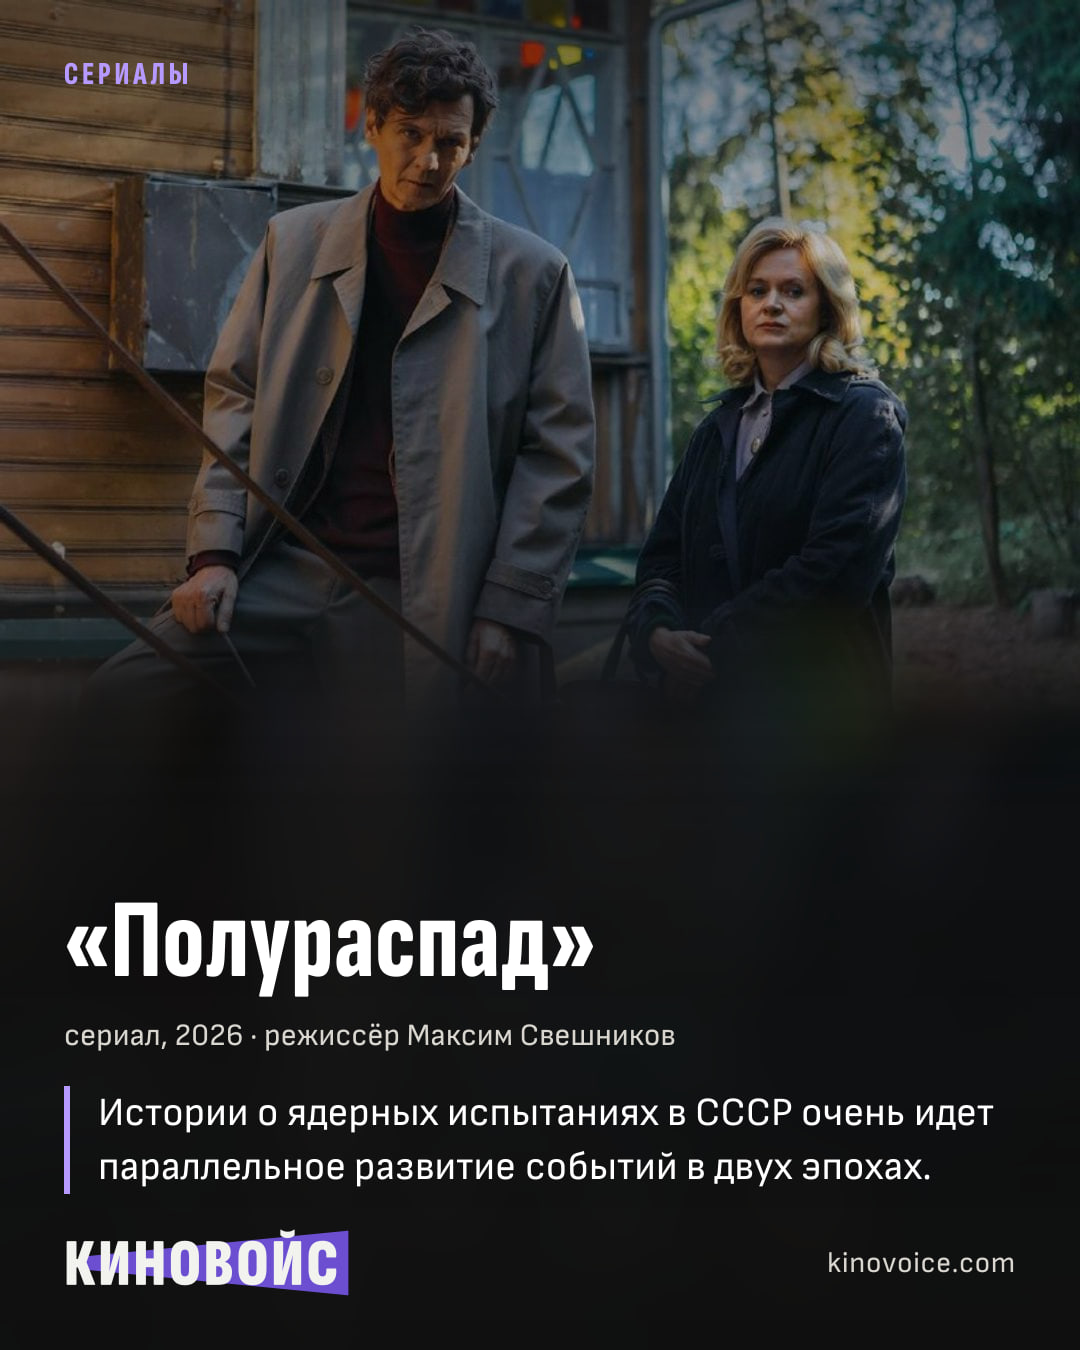 СЕРИАЛЫ
«Полураспад»
сериал, 2026 · режиссёр Максим Свешников
Истории о ядерных испытаниях в СССР очень идет
параллельное развитие событий в двух эпохах.
КИНОВОЙС
kinovoice.com